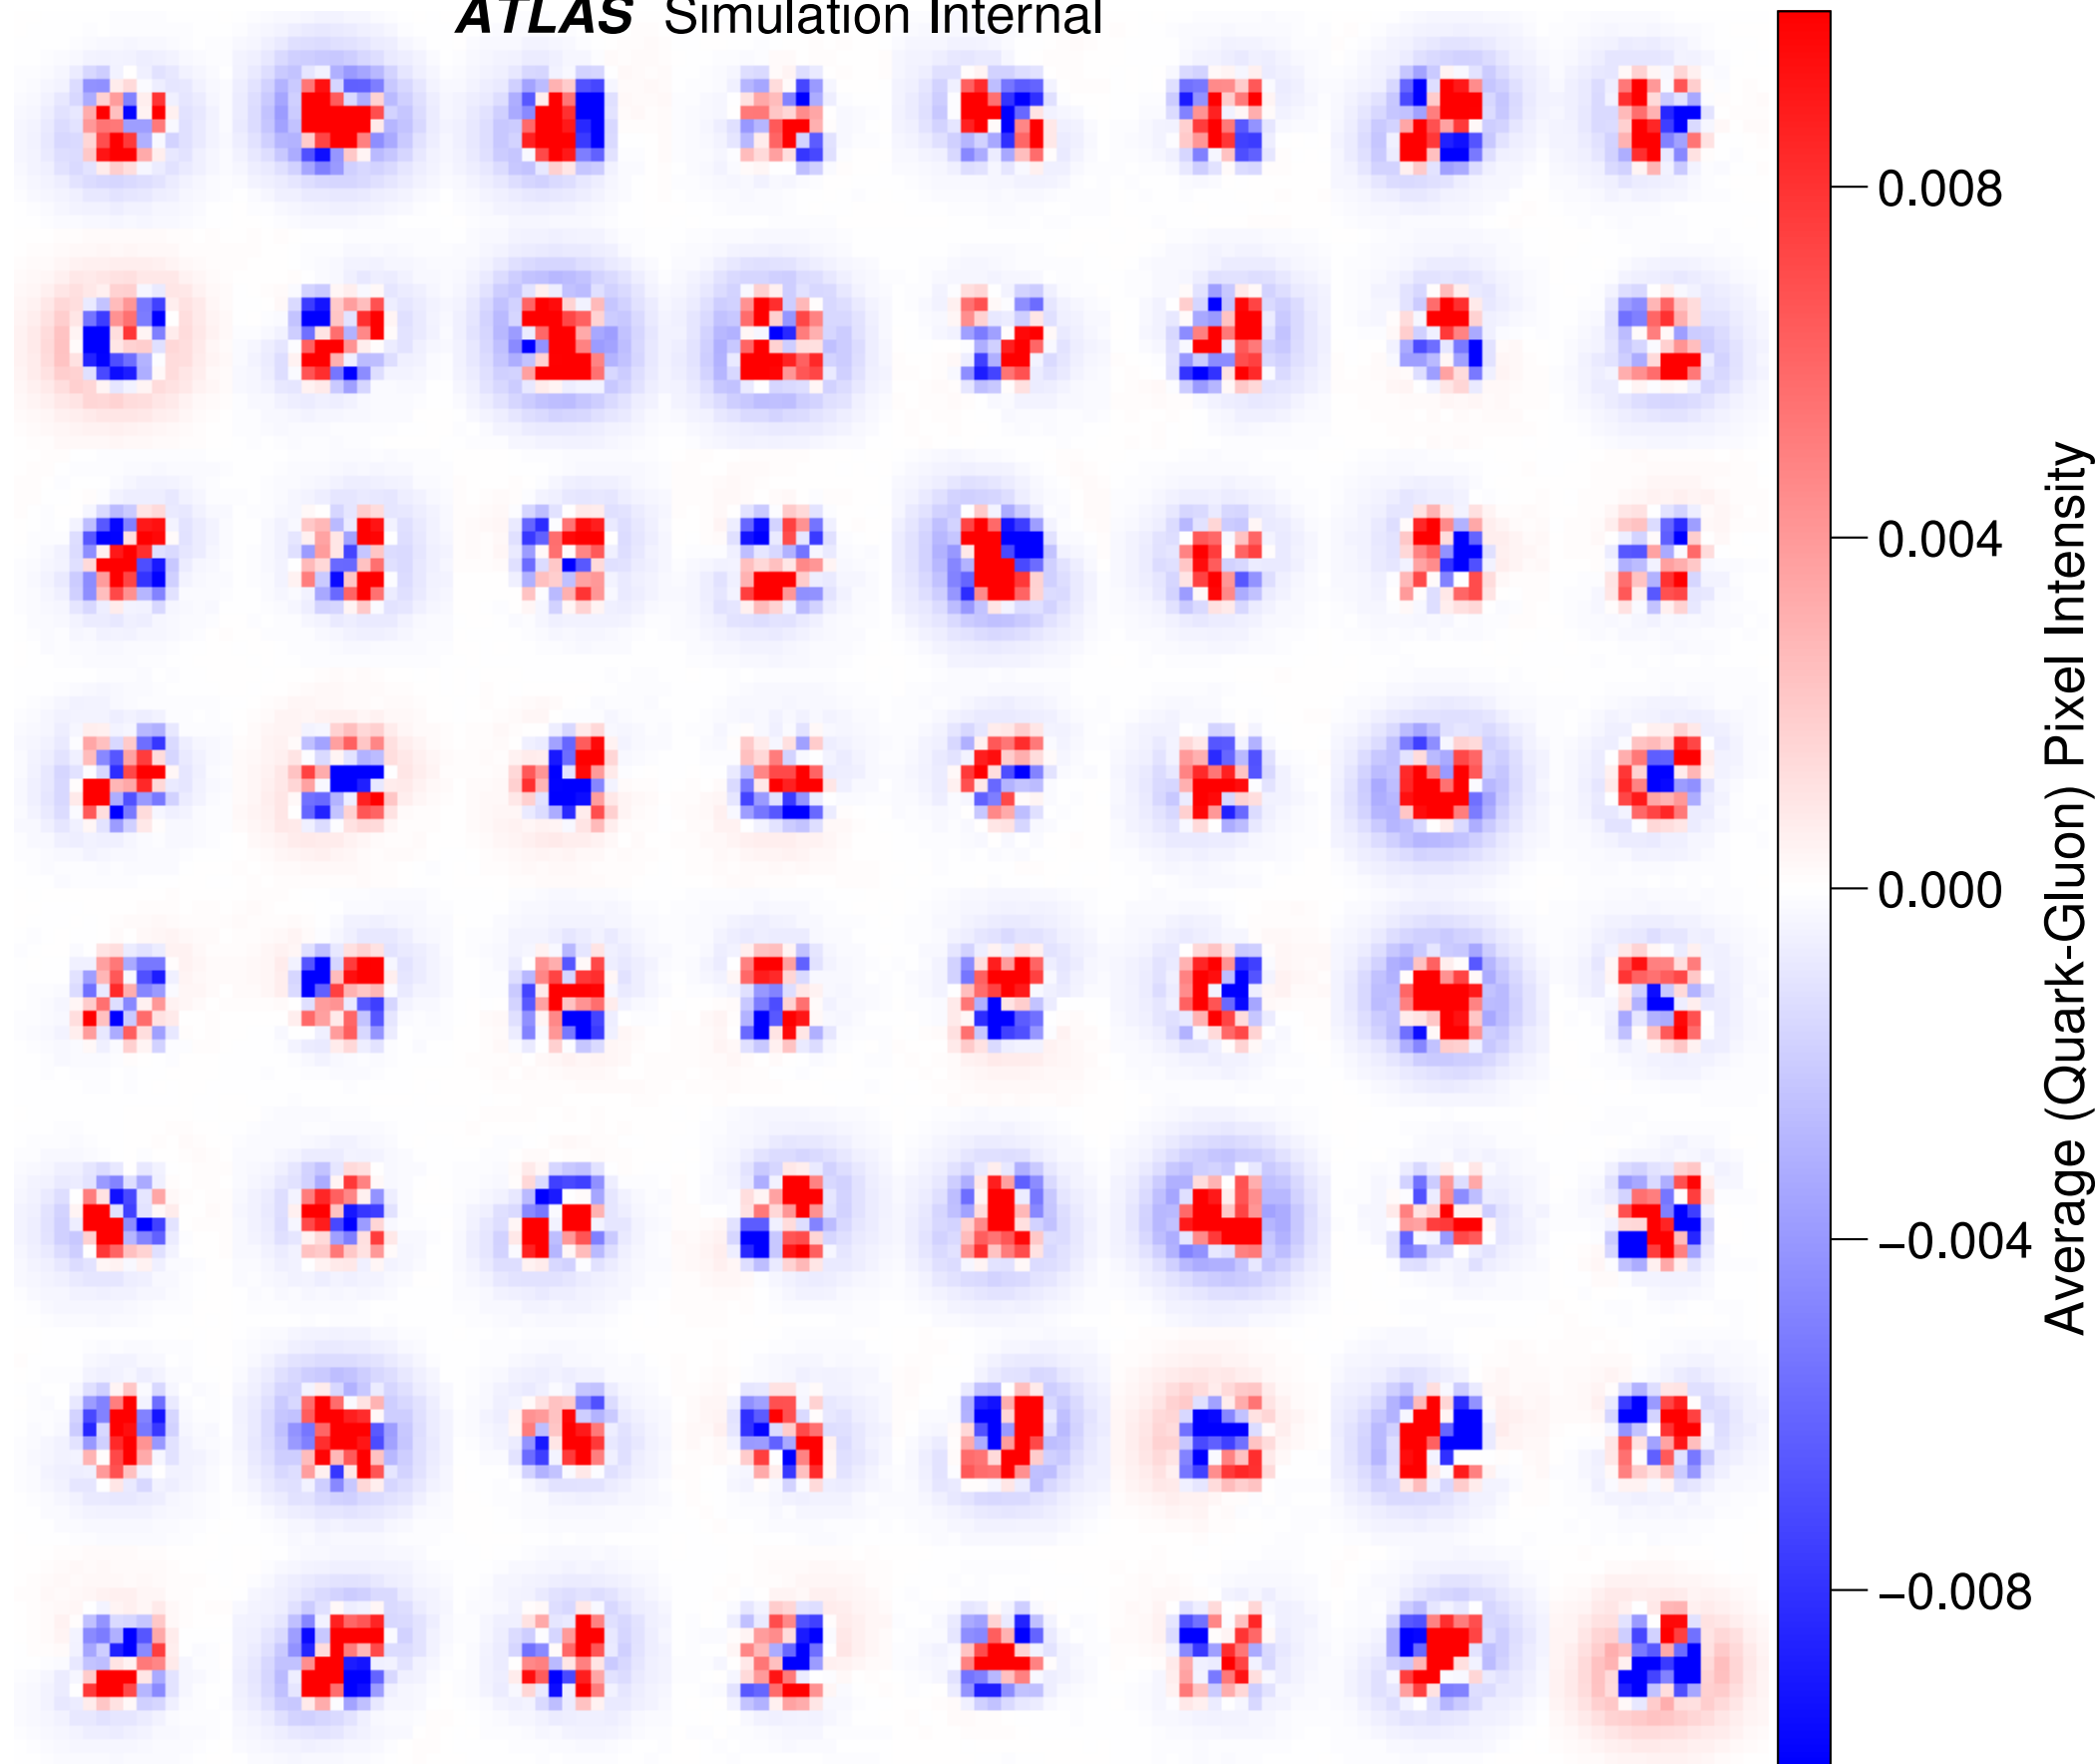 ATLAS Simulation Internal
0.008
0.004
0.000
−0.004
−0.008
Average (Quark-Gluon) Pixel Intensity